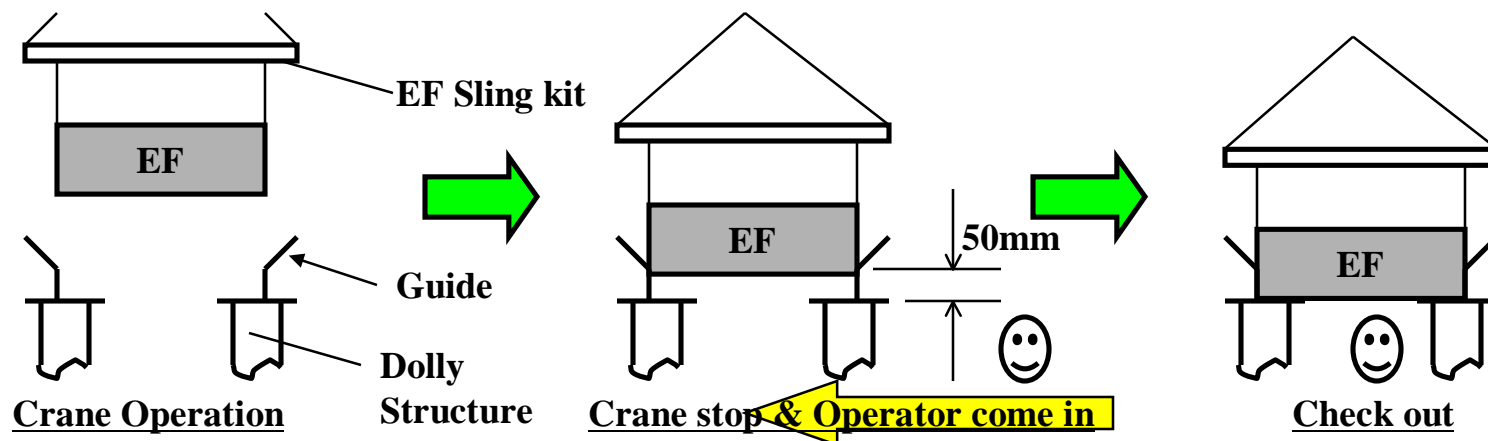 EF Sling kit
EF
Guide
Dolly
Structure
Crane Operation
EF
50mm
Crane stop & Operator come in
EF
Check out